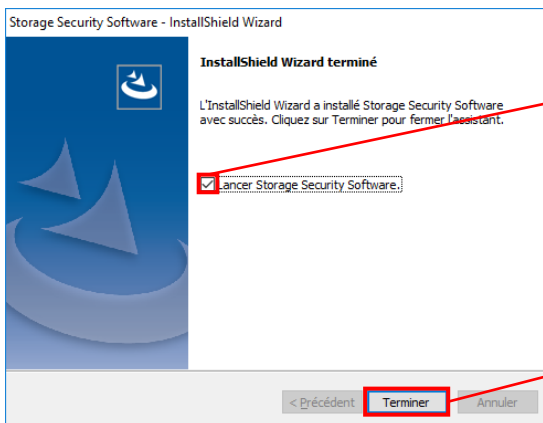 Storage Security Software - InstallShield Wizard
InstallShield Wizard terminé
L'InstallShield Wizard a installé Storage Security Software
avec succès. Cliquez sur Terminer pour fermer l'assistant.
Lancer Storage Security Software.
< Précédent Terminer Annuler